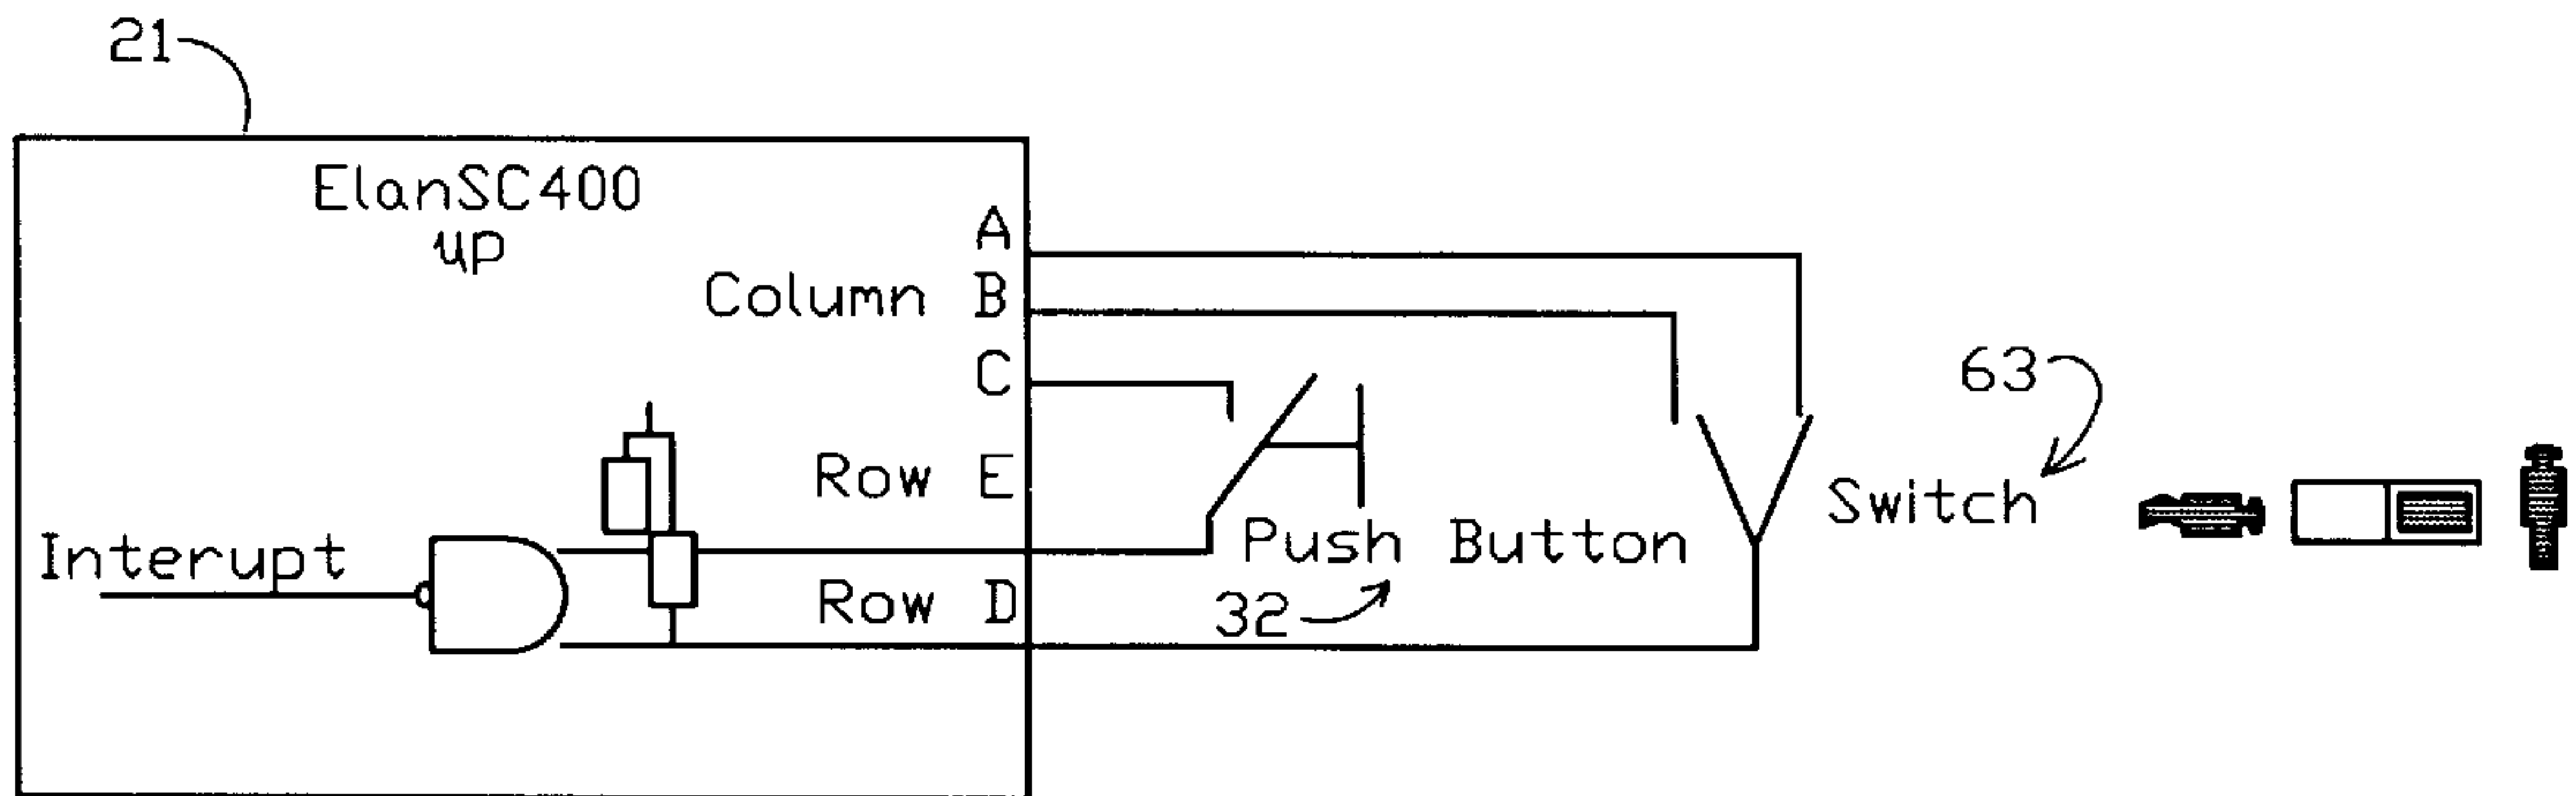 21
ElanSC400
up
A
Column B
C
63
Row E
Switch
Interupt
Push Button
Row D
32